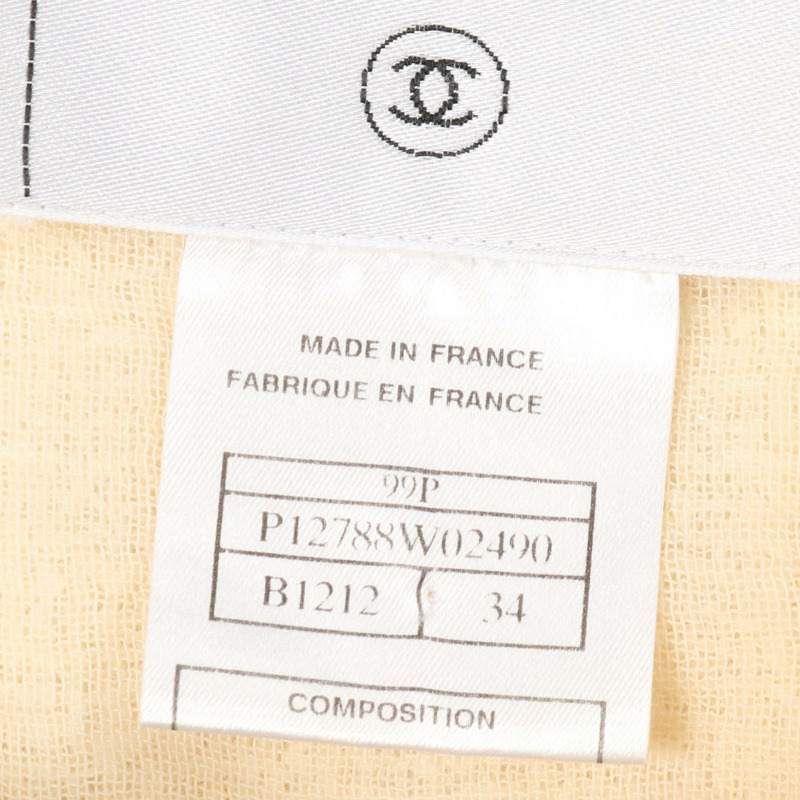 MADE IN FRANCE
FABRIQUE EN FRANCE
99P
P12788W02490
B1212 34
COMPOSITION